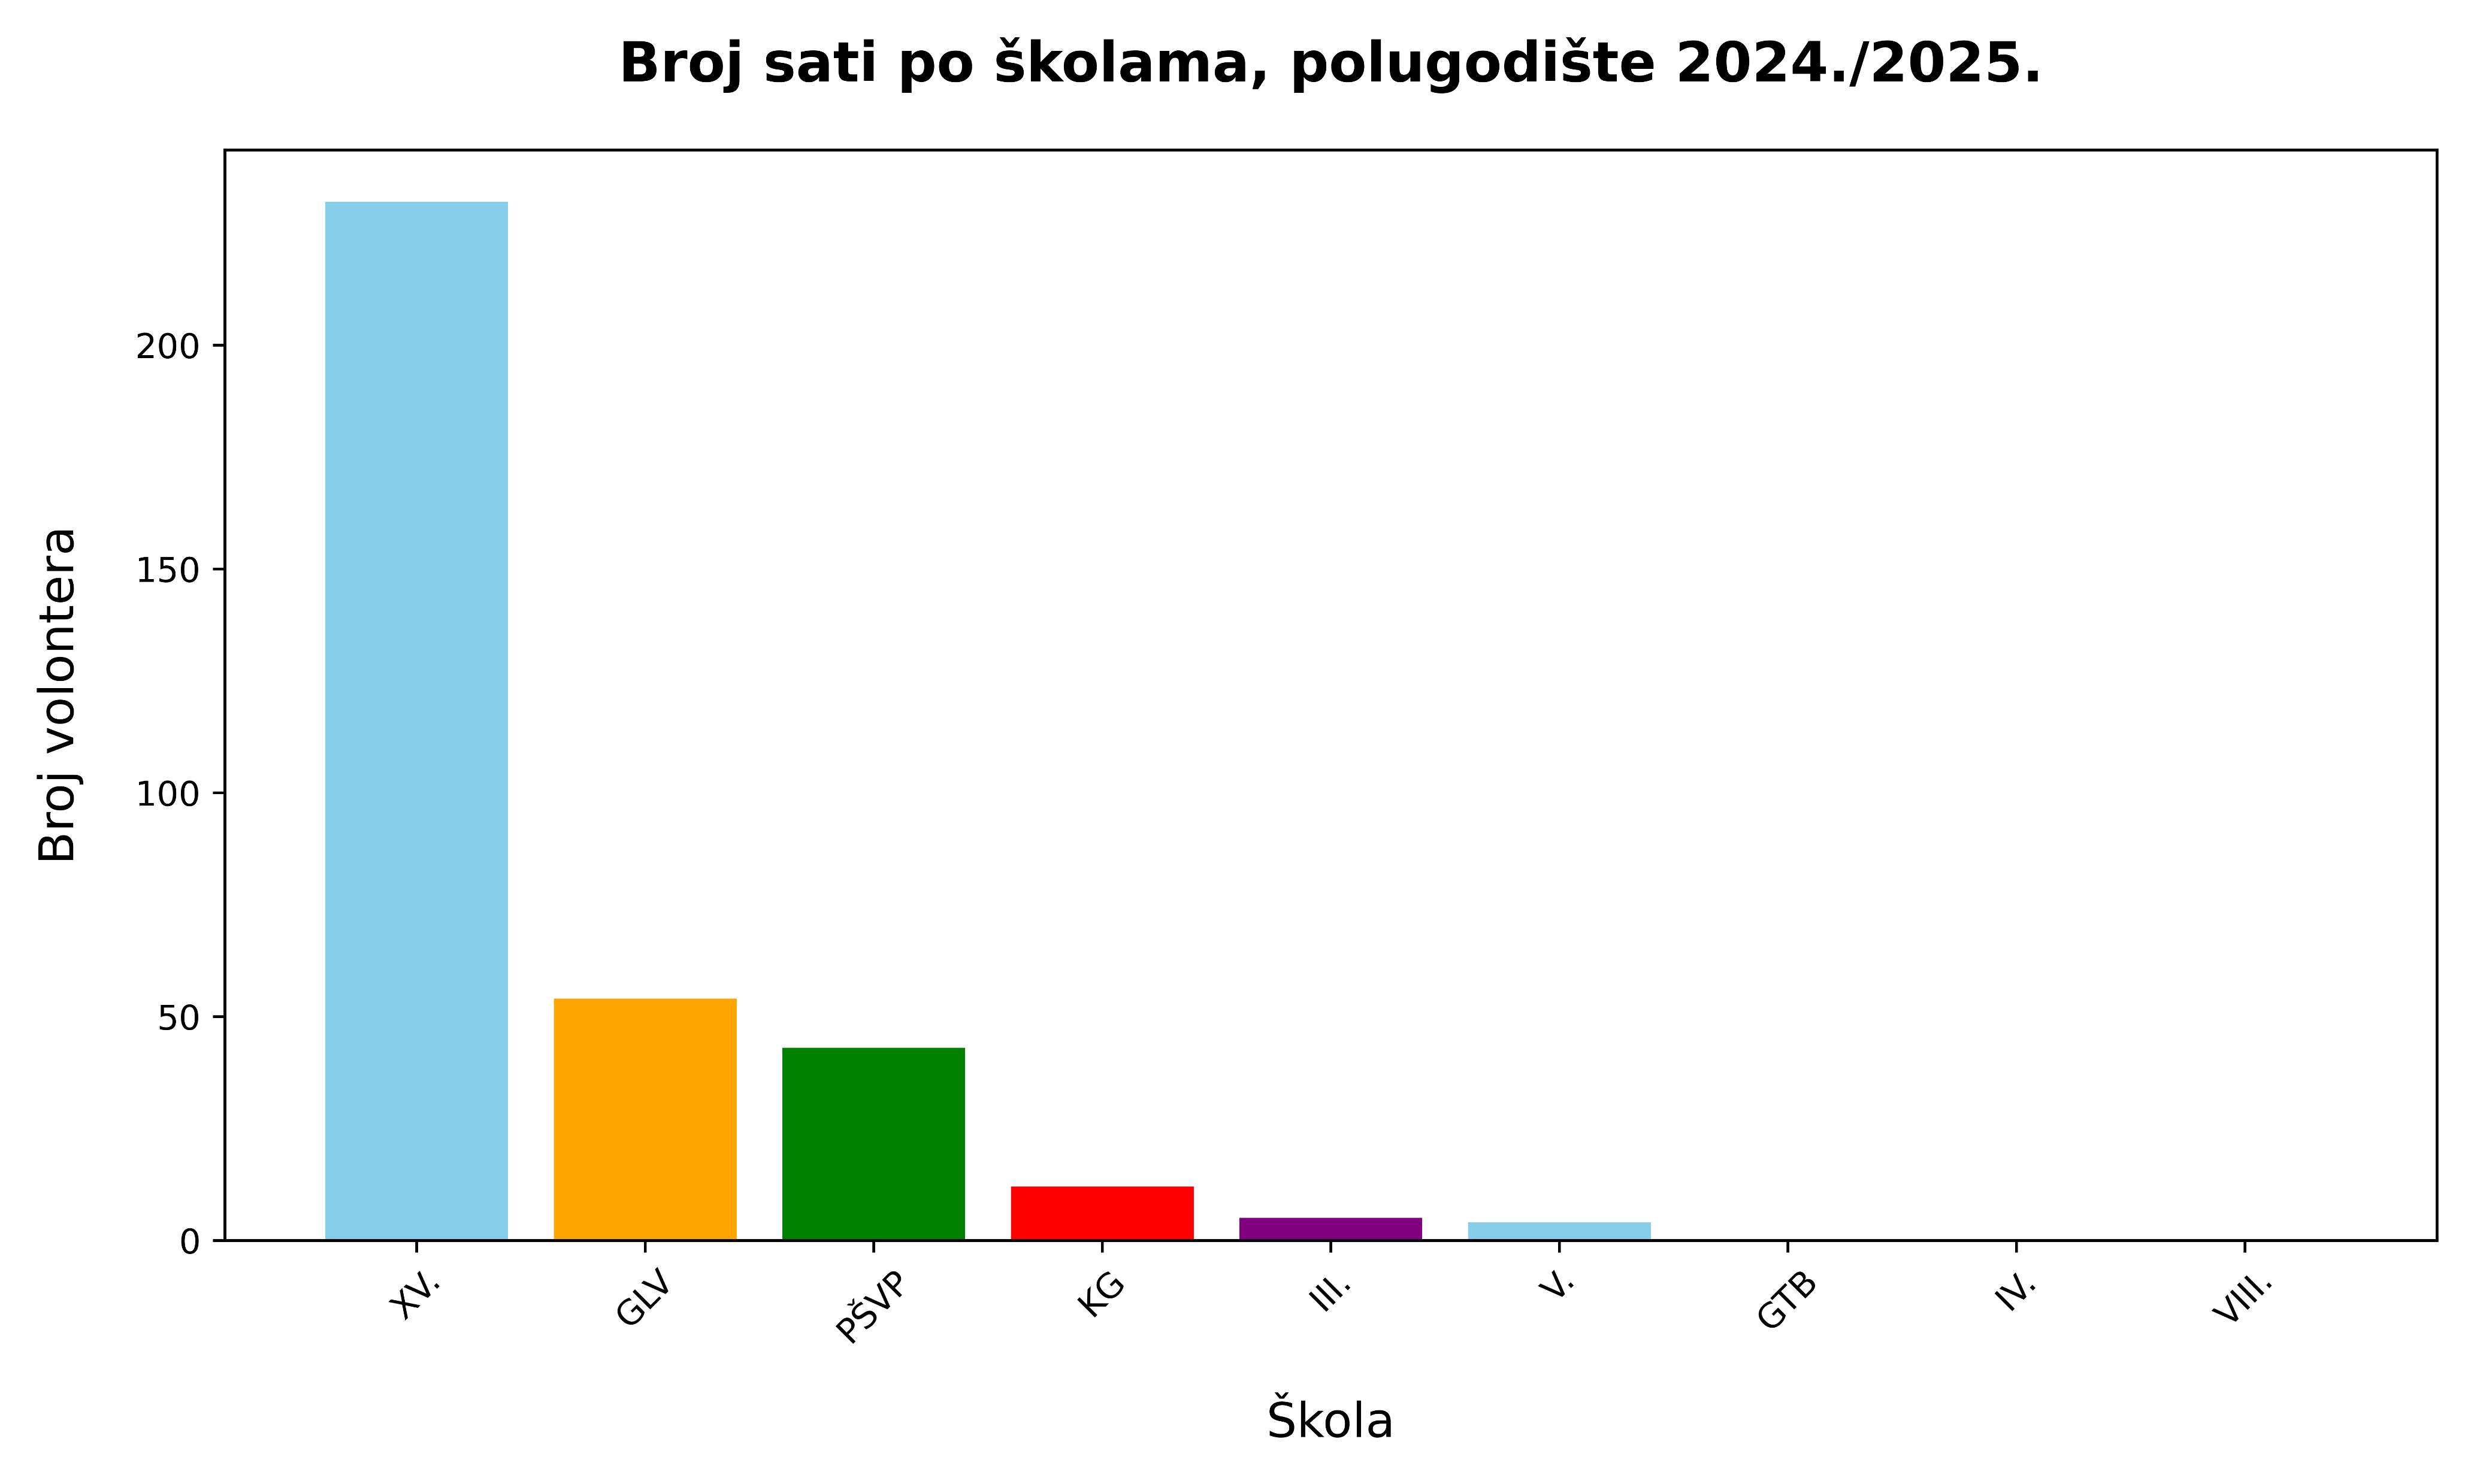 Broj sati po školama, polugodište 2024./2025.
Broj volontera
200
150
100
50
0
XV.
GLV
PŠVP
KG
III.
V.
GTB
IV.
VIII.
Škola